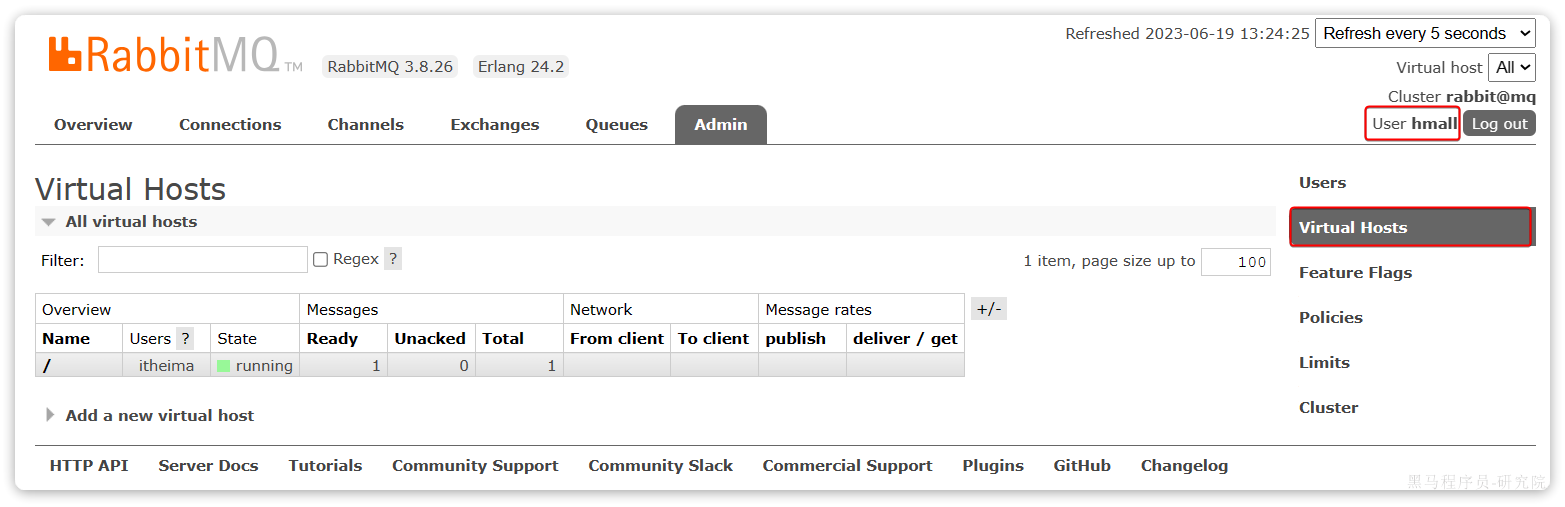 Refreshed 2023-06-19 13:24:25 Refresh every 5 seconds
RabbitMQ TM RabbitMQ 3.8.26 Erlang 24.2
Virtual host All
Cluster rabbit@mq
User hmall Log out
Overview Connections Channels Exchanges Queues Admin
Virtual Hosts
All virtual hosts
Filter: Regex ? 1 item, page size up to 100
Overview Messages Network Message rates +/-
Name Users ? State Ready Unacked Total From client To client publish deliver / get
/ itheima running 1 0 1
Add a new virtual host
Users
Virtual Hosts
Feature Flags
Policies
Limits
Cluster
HTTP API Server Docs Tutorials Community Support Community Slack Commercial Support Plugins GitHub Changelog
黑马程序员-研究院